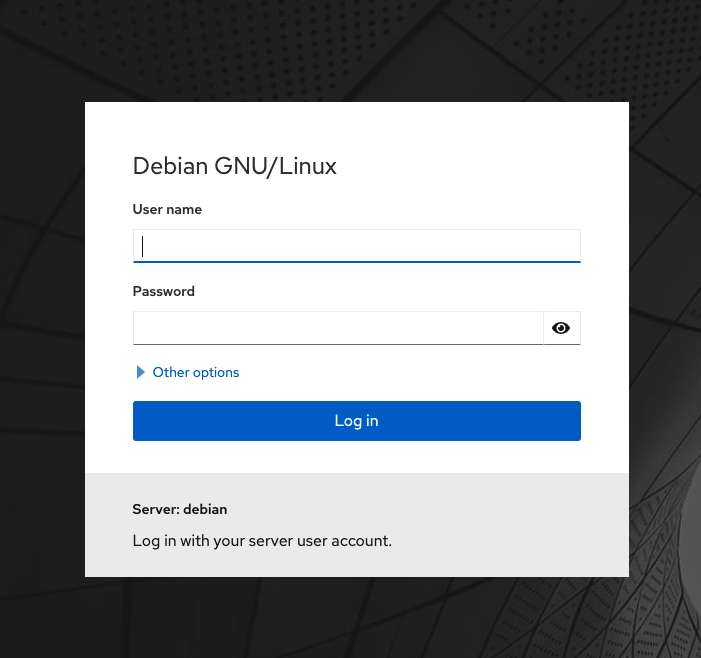 Debian GNU/Linux
User name
Password
Other options
Log in
Server: debian
Log in with your server user account.